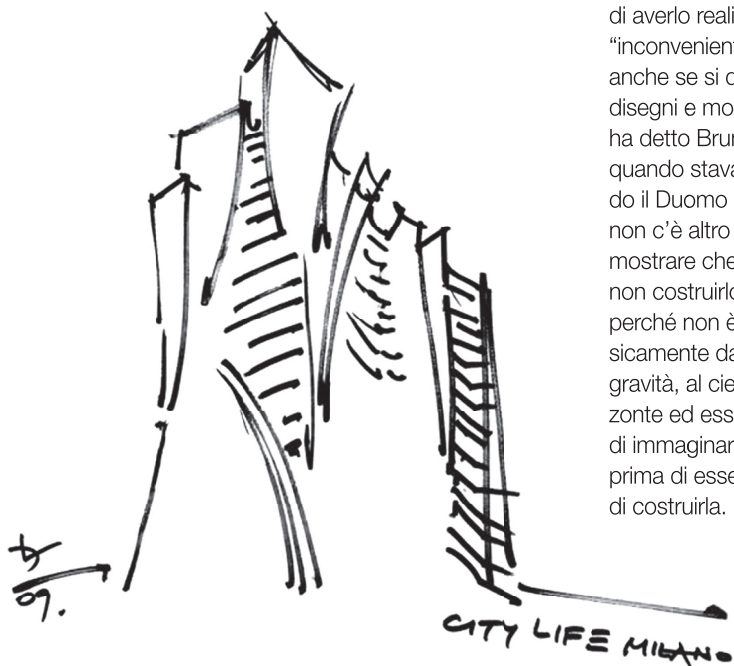 di averlo reali
“inconvenient
anche se si
disegni e mo
ha detto Brun
quando stava
do il Duomo
non c’è altro
mostrare che
non costruirlo
perché non è
sicamente da
gravità, al cie
zonte ed ess
di immaginar
prima di esse
di costruirla.
09.
CITY LIFE MILANO